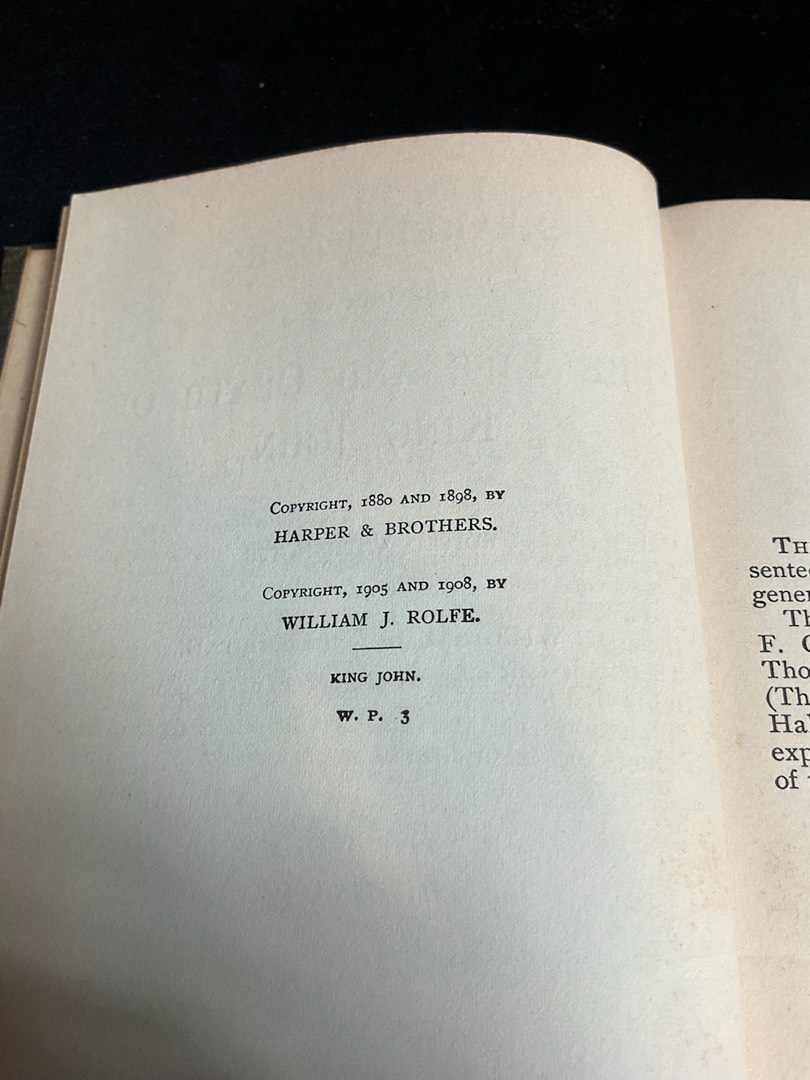 COPYRIGHT, 1880 AND 1898, BY
HARPER & BROTHERS.
COPYRIGHT, 1905 AND 1908, BY
WILLIAM J. ROLFE.
KING JOHN.
W. P. 3
TH
sente
gener
Th
F.
Tho
(Th
Ha
exp
of